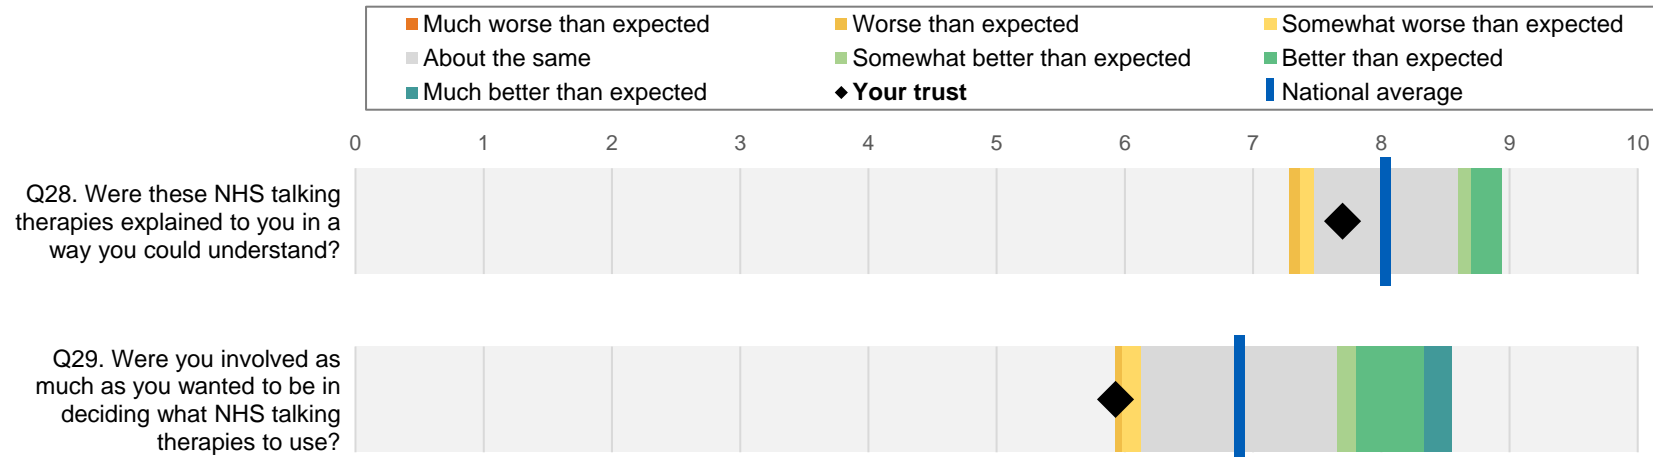 Much worse than expected
Worse than expected
Somewhat worse than expected
About the same
Somewhat better than expected
Better than expected
Much better than expected
Your trust
National average
0 1 2 3 4 5 6 7 8 9 10
Q28. Were these NHS talking
therapies explained to you in a
way you could understand?
Q29. Were you involved as
much as you wanted to be in
deciding what NHS talking
therapies to use?